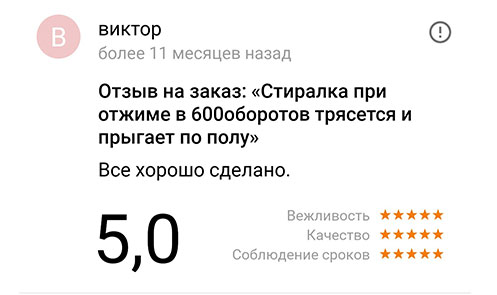 В
виктор
более 11 месяцев назад
Отзыв на заказ: «Стиралка при
отжиме в 600оборотов трясется и
прыгает по полу»
Все хорошо сделано.
5,0
Вежливость ★★★★★
Качество ★★★★★
Соблюдение сроков ★★★★★